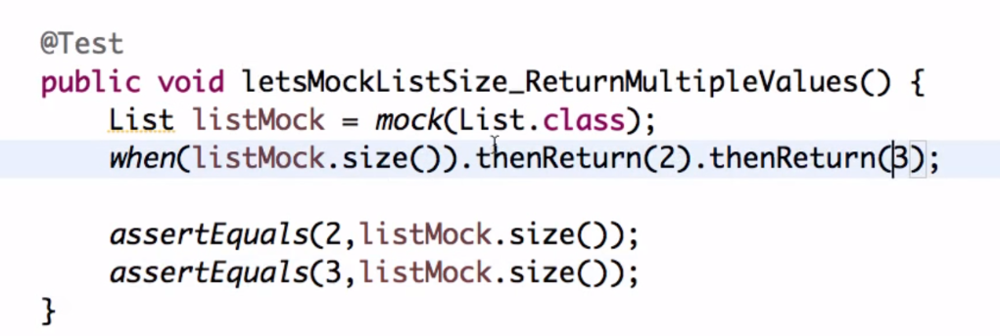 @Test
public void letsMockListSize_ReturnMultipleValues() {
List listMock = mock(List.class);
when(listMock.size()).thenReturn(2).thenReturn(3);
assertEquals(2,listMock.size());
assertEquals(3,listMock.size());
}